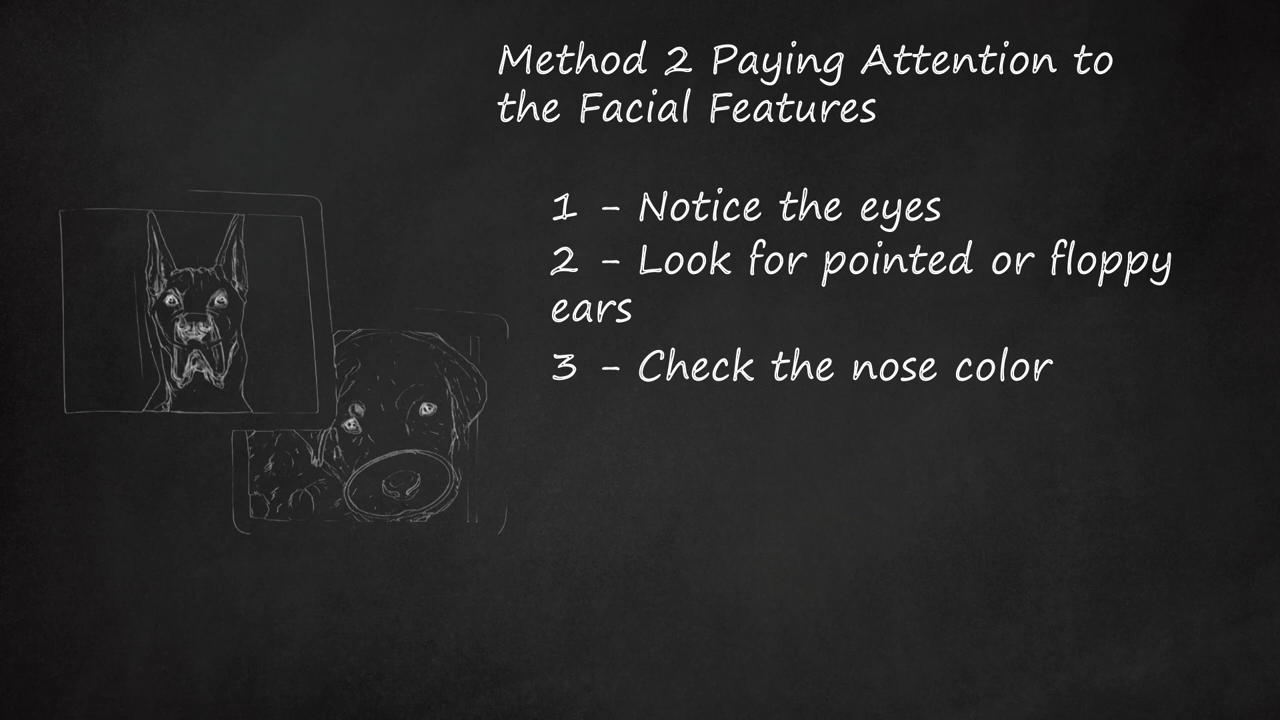 Method 2 Paying Attention to
the Facial Features
1 - Notice the eyes
2 - Look for pointed or floppy
ears
3 - Check the nose color